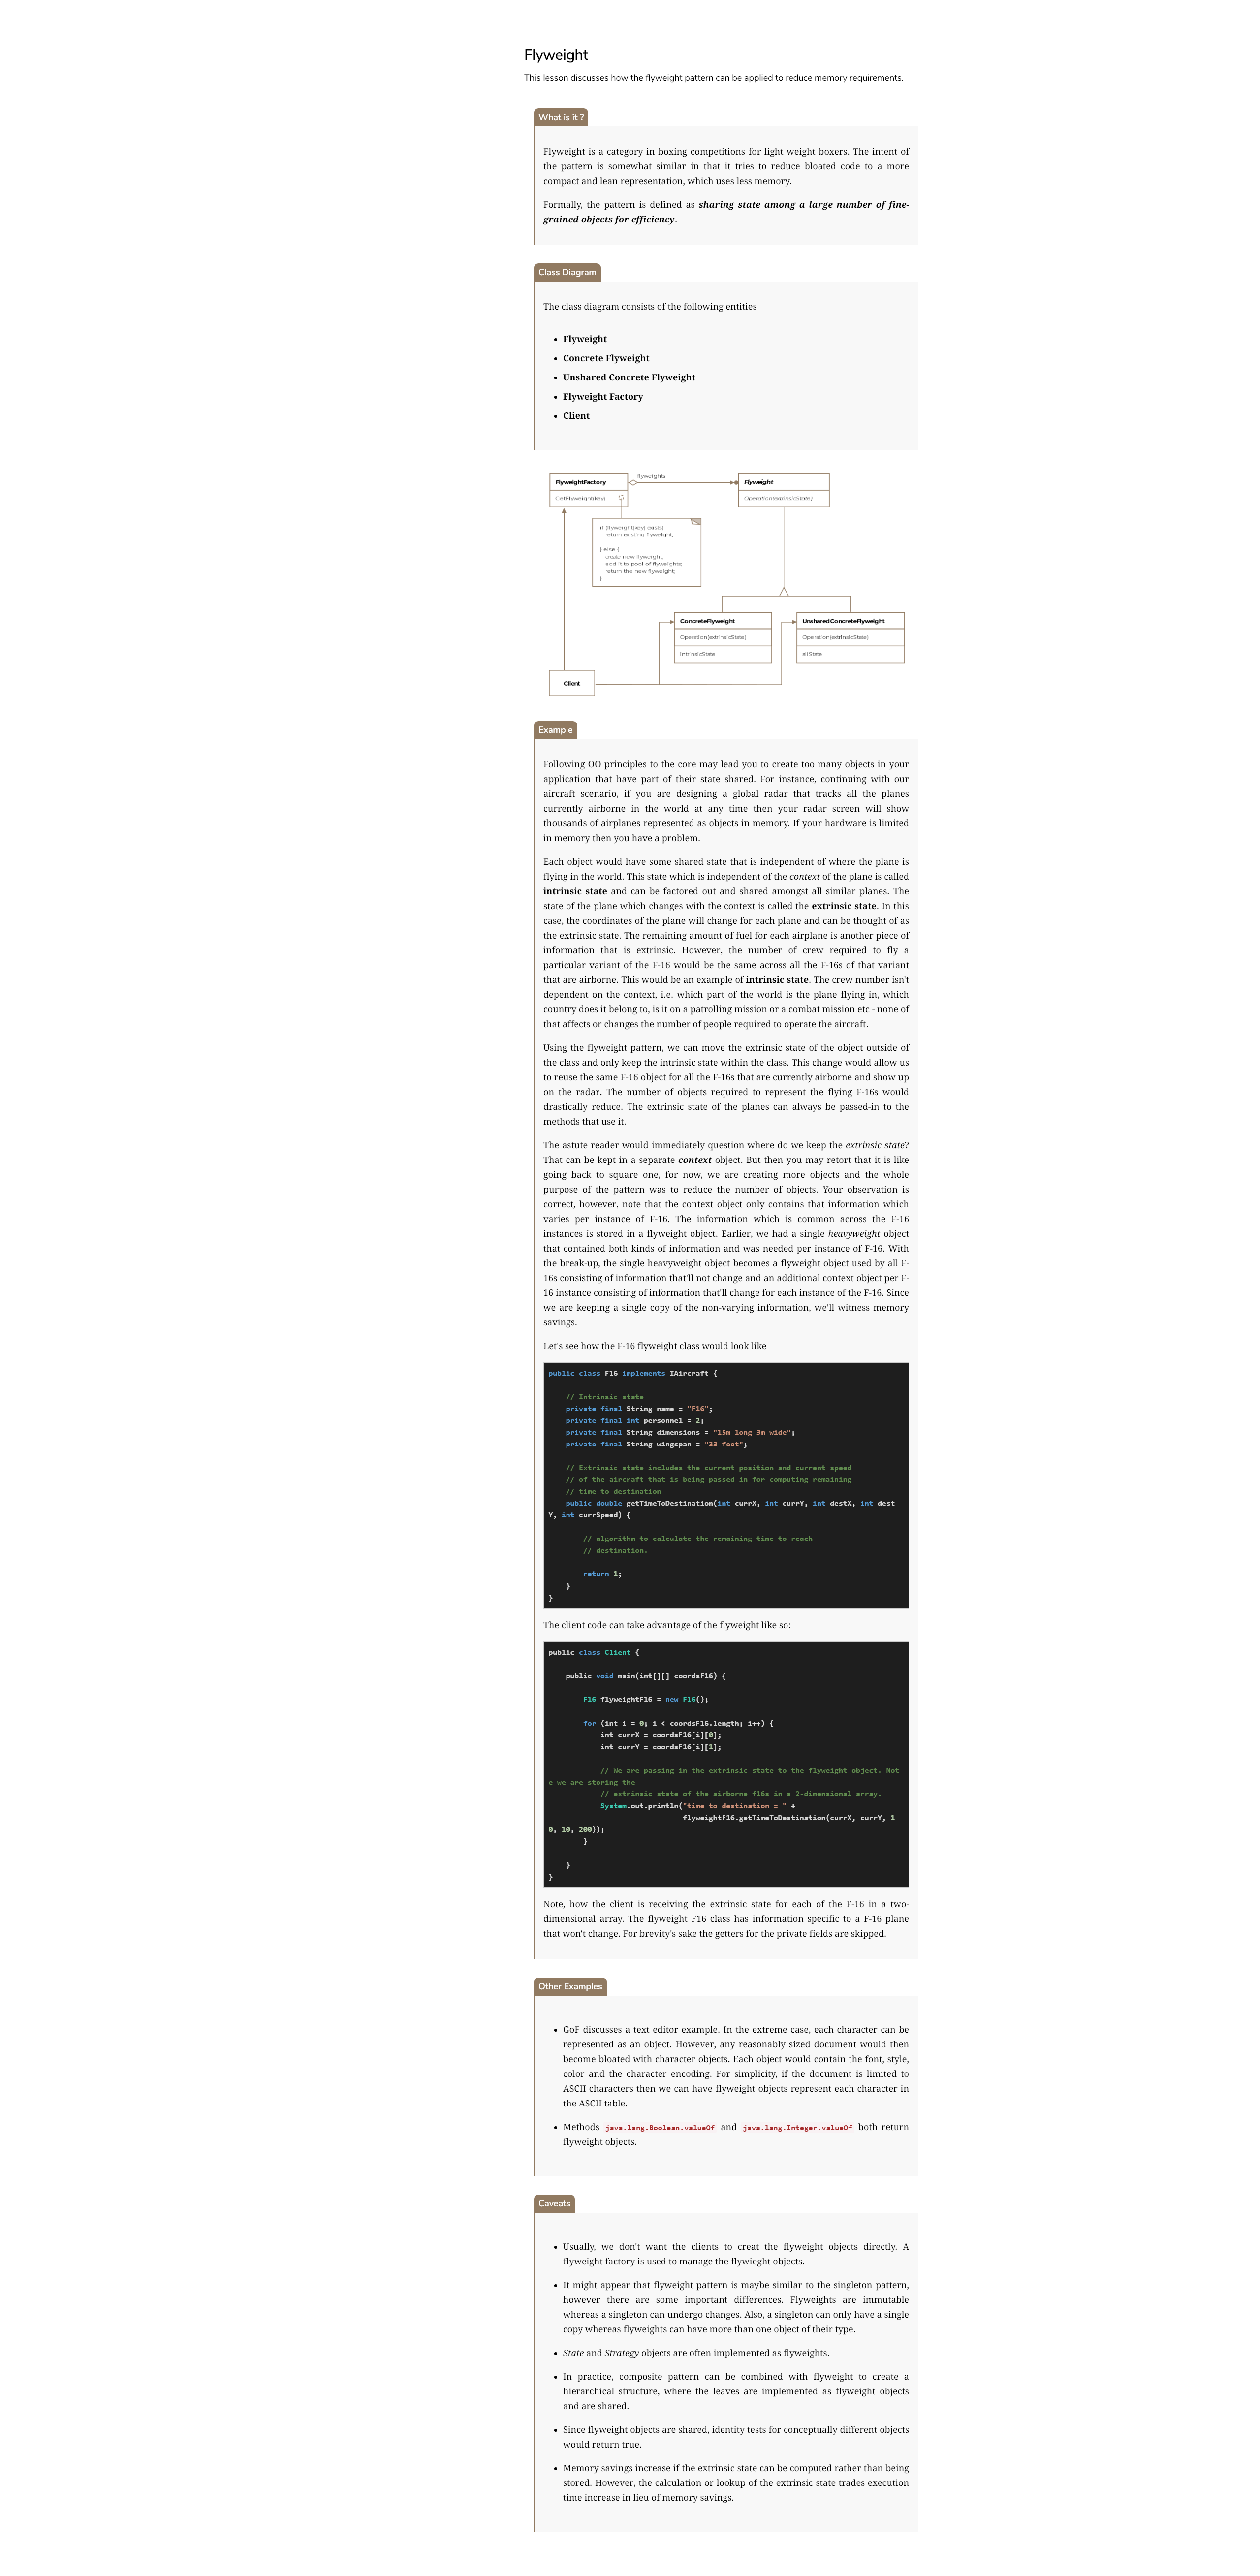 Flyweight
This lesson discusses how the flyweight pattern can be applied to reduce memory requirements.
What is it ?
Flyweight is a category in boxing competitions for light weight boxers. The intent of
the pattern is somewhat similar in that it tries to reduce bloated code to a more
compact and lean representation, which uses less memory.
Formally, the pattern is defined as sharing state among a large number of fine-
grained objects for efficiency.
Class Diagram
The class diagram consists of the following entities
• Flyweight
• Concrete Flyweight
• Unshared Concrete Flyweight
• Flyweight Factory
• Client
FlyweightFactory
GetFlyweight(key)
flyweights
Flyweight
Operation(extrinsicState)
if (flyweight[key] exists)
return existing flyweight;
} else {
create new flyweight;
add it to pool of flyweights;
return the new flyweight;
}
ConcreteFlyweight
Operation(extrinsicState)
intrinsicState
UnsharedConcreteFlyweight
Operation(extrinsicState)
allState
Client
Example
Following OO principles to the core may lead you to create too many objects in your
application that have part of their state shared. For instance, continuing with our
aircraft scenario, if you are designing a global radar that tracks all the planes
currently airborne in the world at any time then your radar screen will show
thousands of airplanes represented as objects in memory. If your hardware is limited
in memory then you have a problem.
Each object would have some shared state that is independent of where the plane is
flying in the world. This state which is independent of the context of the plane is called
intrinsic state and can be factored out and shared amongst all similar planes. The
state of the plane which changes with the context is called the extrinsic state. In this
case, the coordinates of the plane will change for each plane and can be thought of as
the extrinsic state. The remaining amount of fuel for each airplane is another piece of
information that is extrinsic. However, the number of crew required to fly a
particular variant of the F-16 would be the same across all the F-16s of that variant
that are airborne. This would be an example of intrinsic state. The crew number isn't
dependent on the context, i.e. which part of the world is the plane flying in, which
country does it belong to, is it on a patrolling mission or a combat mission etc - none of
that affects or changes the number of people required to operate the aircraft.
Using the flyweight pattern, we can move the extrinsic state of the object outside of
the class and only keep the intrinsic state within the class. This change would allow us
to reuse the same F-16 object for all the F-16s that are currently airborne and show up
on the radar. The number of objects required to represent the flying F-16s would
drastically reduce. The extrinsic state of the planes can always be passed-in to the
methods that use it.
The astute reader would immediately question where do we keep the extrinsic state?
That can be kept in a separate context object. But then you may retort that it is like
going back to square one, for now, we are creating more objects and the whole
purpose of the pattern was to reduce the number of objects. Your observation is
correct, however, note that the context object only contains that information which
varies per instance of F-16. The information which is common across the F-16
instances is stored in a flyweight object. Earlier, we had a single heavyweight object
that contained both kinds of information and was needed per instance of F-16. With
the break-up, the single heavyweight object becomes a flyweight object used by all F-
16s consisting of information that'll not change and an additional context object per F-
16 instance consisting of information that'll change for each instance of the F-16. Since
we are keeping a single copy of the non-varying information, we'll witness memory
savings.
Let's see how the F-16 flyweight class would look like
public class F16 implements IAircraft {
// Intrinsic state
private final String name = "F16";
private final int personnel = 2;
private final String dimensions = "15m long 3m wide";
private final String wingspan = "33 feet";
// Extrinsic state includes the current position and current speed
// of the aircraft that is being passed in for computing remaining
// time to destination
public double getTimeToDestination(int currX, int currY, int destX, int dest
Y, int currSpeed) {
// algorithm to calculate the remaining time to reach
// destination.
return 1;
}
}
The client code can take advantage of the flyweight like so:
public class Client {
public void main(int[][] coordsF16) {
F16 flyweightF16 = new F16();
for (int i = 0; i < coordsF16.length; i++) {
int currX = coordsF16[i][0];
int currY = coordsF16[i][1];
// We are passing in the extrinsic state to the flyweight object. Not
e we are storing the
// extrinsic state of the airborne f16s in a 2-dimensional array.
System.out.println("time to destination = " +
flyweightF16.getTimeToDestination(currX, currY, 1
0, 10, 200));
}
}
}
Note, how the client is receiving the extrinsic state for each of the F-16 in a two-
dimensional array. The flyweight F16 class has information specific to a F-16 plane
that won't change. For brevity's sake the getters for the private fields are skipped.
Other Examples
• GoF discusses a text editor example. In the extreme case, each character can be
represented as an object. However, any reasonably sized document would then
become bloated with character objects. Each object would contain the font, style,
color and the character encoding. For simplicity, if the document is limited to
ASCII characters then we can have flyweight objects represent each character in
the ASCII table.
• Methods java.lang.Boolean.valueOf and java.lang.Integer.valueOf both return
flyweight objects.
Caveats
• Usually, we don't want the clients to creat the flyweight objects directly. A
flyweight factory is used to manage the flywieght objects.
• It might appear that flyweight pattern is maybe similar to the singleton pattern,
however there are some important differences. Flyweights are immutable
whereas a singleton can undergo changes. Also, a singleton can only have a single
copy whereas flyweights can have more than one object of their type.
• State and Strategy objects are often implemented as flyweights.
• In practice, composite pattern can be combined with flyweight to create a
hierarchical structure, where the leaves are implemented as flyweight objects
and are shared.
• Since flyweight objects are shared, identity tests for conceptually different objects
would return true.
• Memory savings increase if the extrinsic state can be computed rather than being
stored. However, the calculation or lookup of the extrinsic state trades execution
time increase in lieu of memory savings.